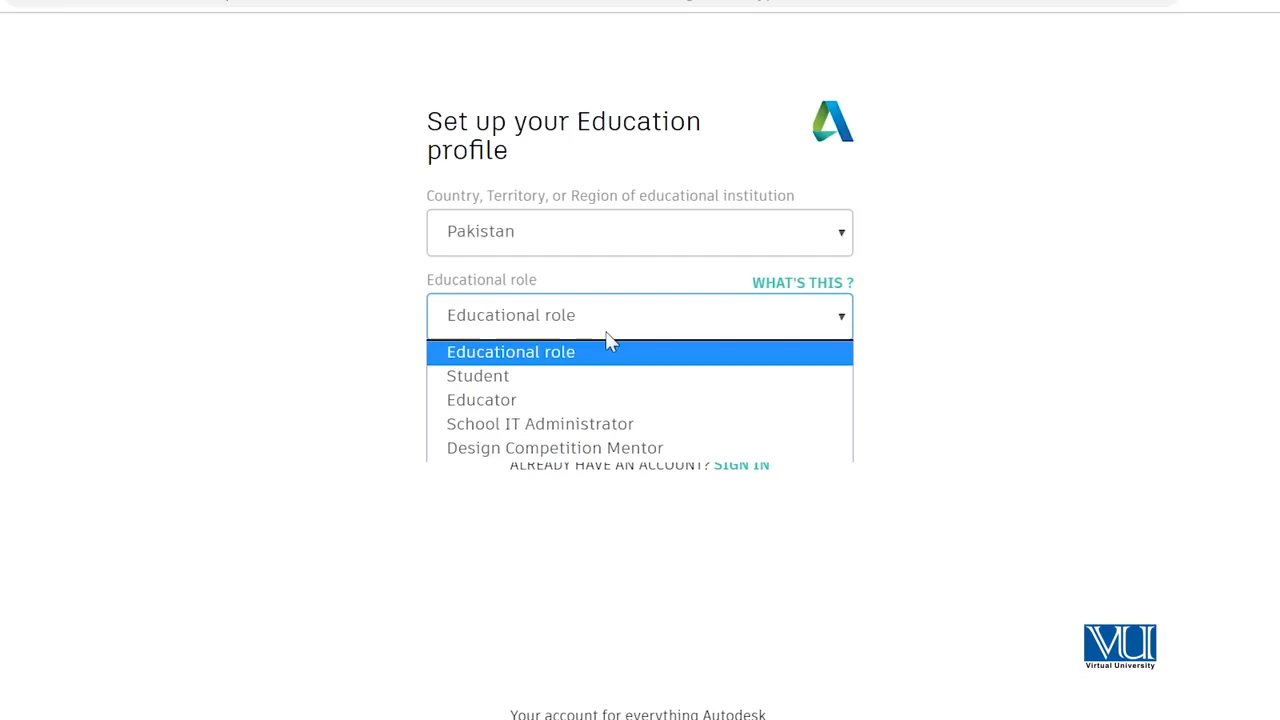 Set up your Education
profile
Country, Territory, or Region of educational institution
Pakistan
Educational role
WHAT'S THIS ?
Educational role
Educational role
Student
Educator
School IT Administrator
Design Competition Mentor
ALREADY HAVE AN ACCOUNT? SIGN IN
VU
Virtual University
Your account for everything Autodesk